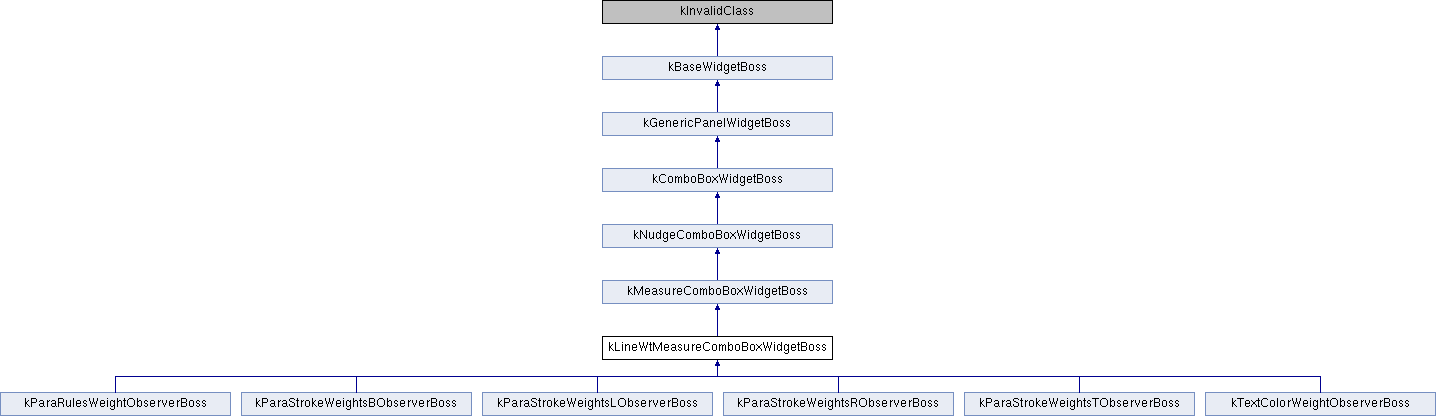 kInvalidClass
kBaseWidgetBoss
kGenericPanelWidgetBoss
kComboBoxWidgetBoss
kNudgeComboBoxWidgetBoss
kMeasureComboBoxWidgetBoss
kLineWtMeasureComboBoxWidgetBoss
kParaRulesWeightObserverBoss
kParaStrokeWeightsBObserverBoss
kParaStrokeWeightsLObserverBoss
kParaStrokeWeightsRObserverBoss
kParaStrokeWeightsTObserverBoss
kTextColorWeightObserverBoss